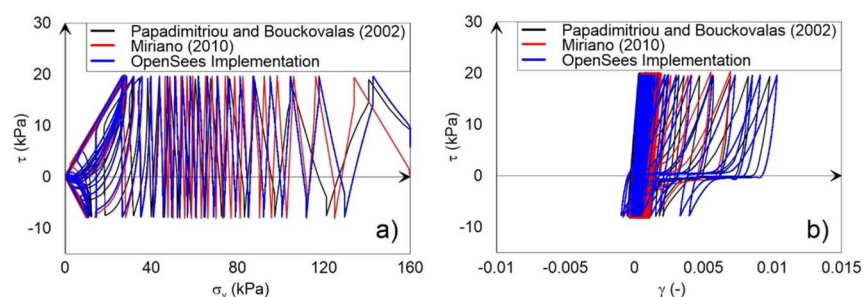 30
20
10
0
-10
τ (kPa)
Papadimitriou and Bouckovalas (2002)
Miriano (2010)
OpenSees Implementation
a)
0 40 80 120 160
σv (kPa)
30
20
10
0
-10
τ (kPa)
Papadimitriou and Bouckovalas (2002)
Miriano (2010)
OpenSees Implementation
b)
-0.01 -0.005 0 0.005 0.01 0.015
γ (-)